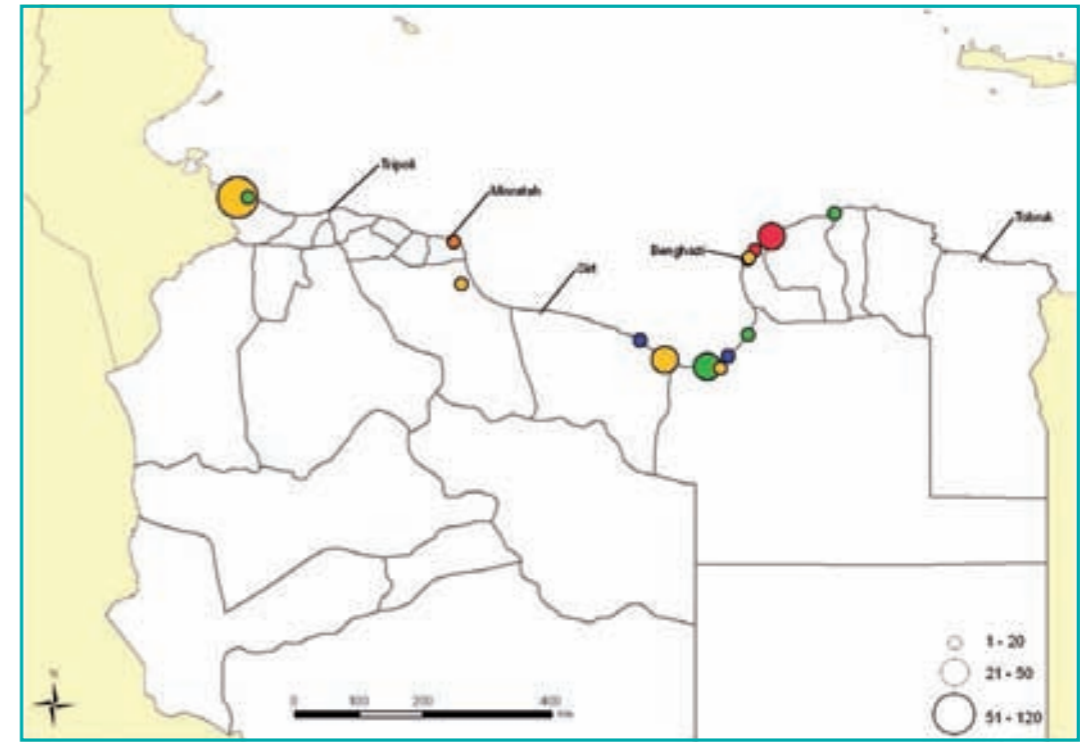 Tripoli
Misratah
Sirt
Benghazi
Tobruk
N
0 100 200 400
1 - 20
21 - 50
51 - 120